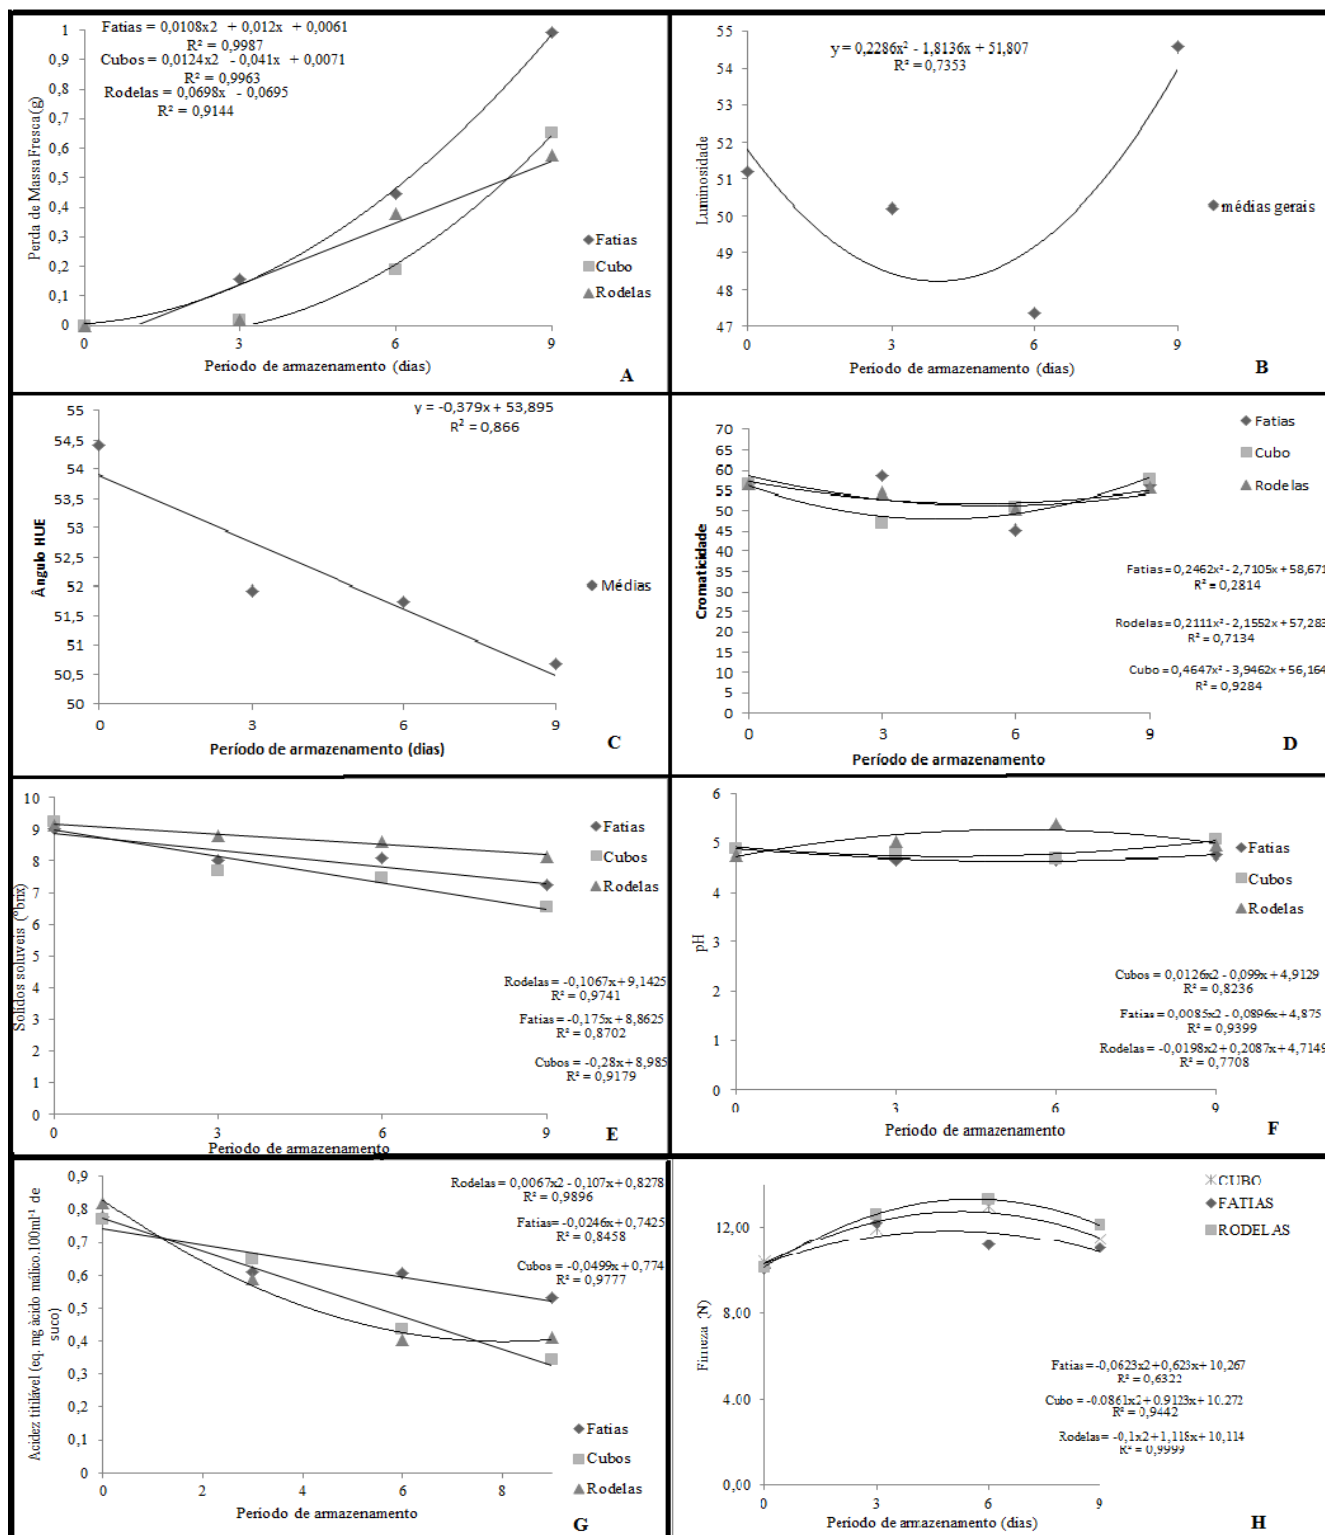 Fatias = 0,0108x2 + 0,012x + 0,0061
R² = 0,9987
Cubos = 0,0124x2 - 0,041x + 0,0071
R² = 0,9963
Rodelas = 0,0698x - 0,0695
R² = 0,9144
Perda de Massa Fresca (g)
1
0,9
0,8
0,7
0,6
0,5
0,4
0,3
0,2
0,1
0
0 3 6 9
Periodo de armazenamento (dias)
Fatias
Cubo
Rodelas
A
y = 0,2286x² - 1,8136x + 51,807
R² = 0,7353
Luminosidade
55
54
53
52
51
50
49
48
47
0 3 6 9
Periodo de armazenamento (dias)
médias gerais
B
y = -0,379x + 53,895
R² = 0,866
Ângulo HUE
55
54,5
54
53,5
53
52,5
52
51,5
51
50,5
50
0 3 6 9
Período de armazenamento (dias)
Médias
C
Fatias
Cubo
Rodelas
Cromaticidade
70
65
60
55
50
45
40
35
30
25
20
15
10
5
0
0 3 6 9
Período de armazenamento
Fatias = 0,2462x² - 2,7105x + 58,671
R² = 0,2814
Rodelas = 0,2111x² - 2,1552x + 57,283
R² = 0,7134
Cubo = 0,4647x² - 3,9462x + 56,164
R² = 0,9284
D
Solidos soluveis (°brix)
10
9
8
7
6
5
4
3
2
1
0
0 3 6 9
Periodo de armazenamento
Fatias
Cubos
Rodelas
Rodelas = -0,1067x + 9,1425
R² = 0,9741
Fatias = -0,175x + 8,8625
R² = 0,8702
Cubos = -0,28x + 8,985
R² = 0,9179
E
pH
6
5
4
3
2
1
0
0 3 6 9
Periodo de armazenamento
Fatias
Cubos
Rodelas
Cubos = 0,0126x2 - 0,099x + 4,9129
R² = 0,8236
Fatias = 0,0085x2 - 0,0896x + 4,875
R² = 0,9399
Rodelas = -0,0198x2 + 0,2087x + 4,7149
R² = 0,7708
F
Acidez titilável (eq. mg àcido málico.100ml⁻¹ de
suco)
0,9
0,8
0,7
0,6
0,5
0,4
0,3
0,2
0,1
0
0 2 4 6 8
Periodo de armazenamento
Rodelas = 0,0067x2 - 0,107x + 0,8278
R² = 0,9896
Fatias= -0,0246x + 0,7425
R² = 0,8458
Cubos = -0,0499x + 0,774
R² = 0,9777
Fatias
Cubos
Rodelas
G
CUBO
FATIAS
RODELAS
Firmeza (N)
12,00
8,00
4,00
0,00
0 3 6 9
Periodo de armazenamento (dias)
Fatias= -0,0623x2 + 0,623x + 10,267
R² = 0,6322
Cubo = -0,0861x2 + 0,9123x + 10,272
R² = 0,9442
Rodelas= -0,1x2 + 1,118x + 10,114
R² = 0,9999
H